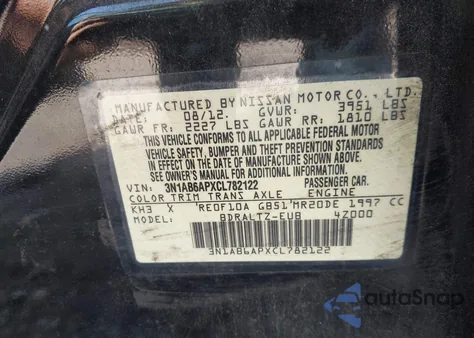 MANUFACTURED BY NISSAN MOTOR CO., LTD.
DATE: 08/12. GVWR: 3951 LBS
GAWR FR: 2227 LBS GAWR RR: 1810 LBS
THIS VEHICLE CONFORMS TO ALL APPLICABLE FEDERAL MOTOR
VEHICLE SAFETY, BUMPER AND THEFT PREVENTION STANDARDS
IN EFFECT ON THE DATE OF MANUFACTURE SHOWN ABOVE.
SEE OWNER'S MANUAL FOR ADDITIONAL INFORMATION.
VIN: 3N1AB6APXCL782122 PASSENGER CAR.
COLOR TRIM TRANS AXLE ENGINE
KH3 X RE0F10A GB51 MR20DE 1997 CC
MODEL: BDRALTZ-EUB 4Z000
3N1AB6APXCL782122
autoSnap